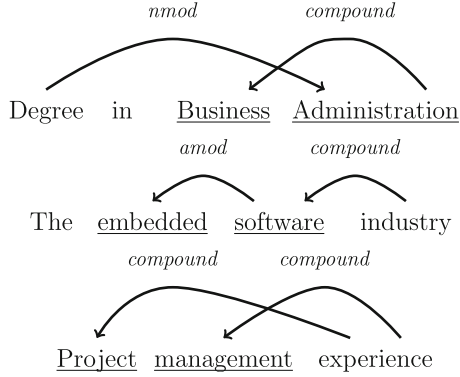 nmod compound
Degree in Business Administration
amod compound
The embedded software industry
compound compound
Project management experience